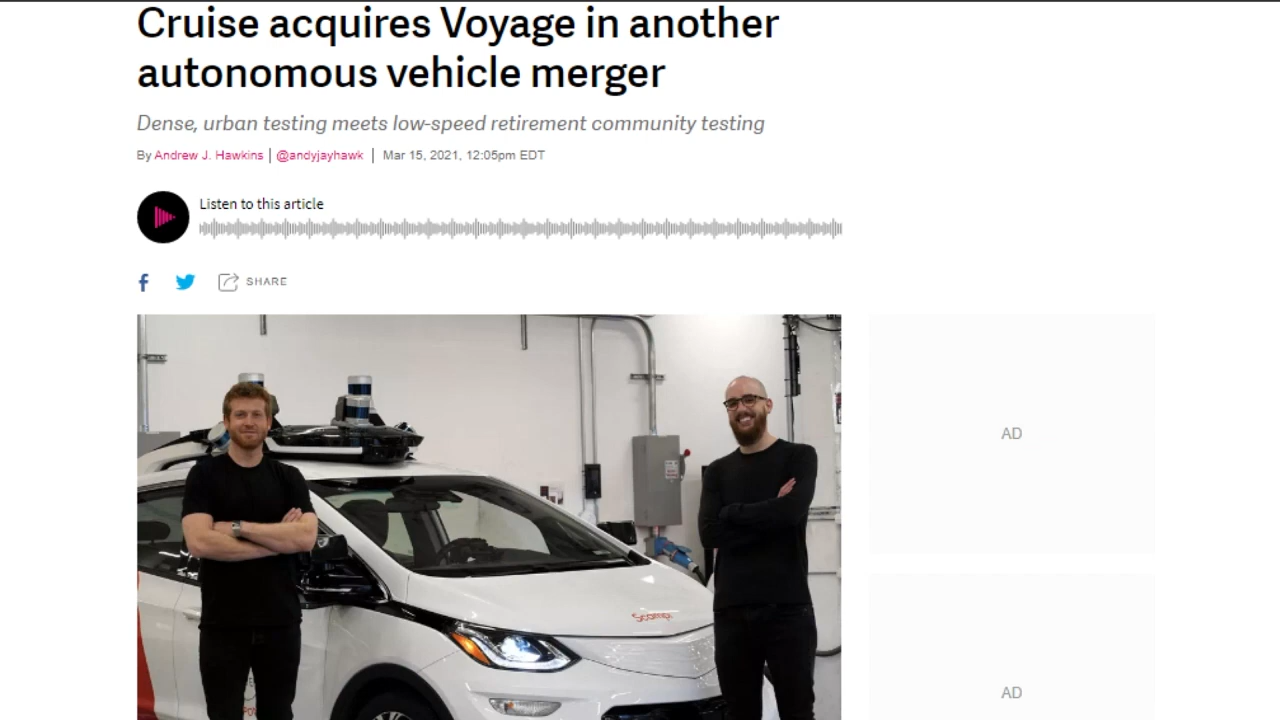 Cruise acquires Voyage in another
autonomous vehicle merger
Dense, urban testing meets low-speed retirement community testing
By Andrew J. Hawkins | @andyjayhawk | Mar 15, 2021, 12:05pm EDT
Listen to this article
SHARE
AD
Scampi
AD